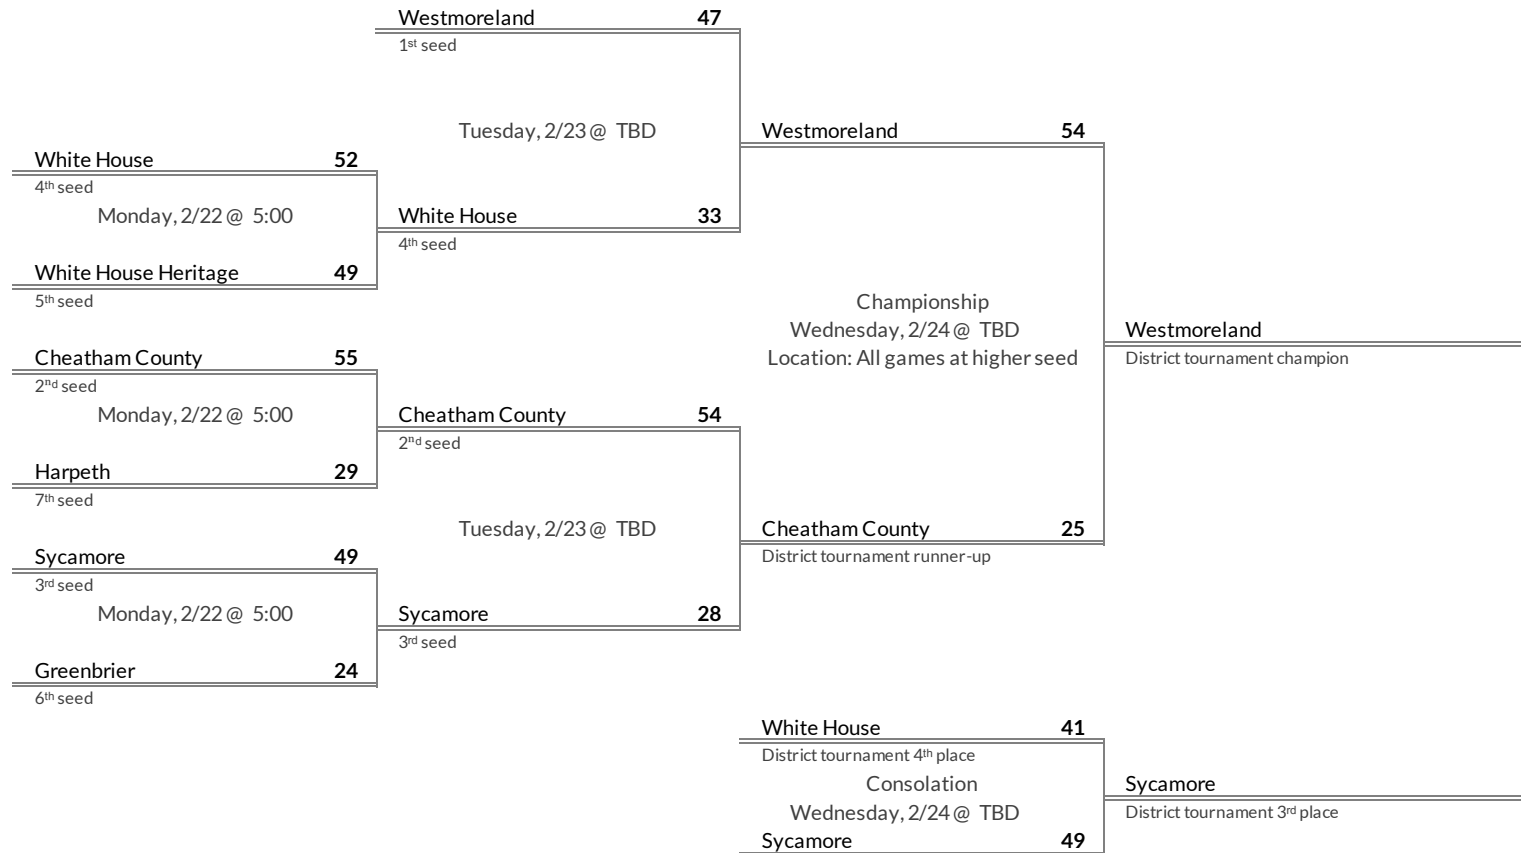 Westmoreland 47
1st seed
Tuesday, 2/23 @ TBD
Westmoreland 54
White House 52
4th seed
Monday, 2/22 @ 5:00
White House 33
4th seed
White House Heritage 49
5th seed
Championship
Wednesday, 2/24 @ TBD
Location: All games at higher seed
Westmoreland
District tournament champion
Cheatham County 55
2nd seed
Monday, 2/22 @ 5:00
Cheatham County 54
2nd seed
Harpeth 29
7th seed
Tuesday, 2/23 @ TBD
Cheatham County 25
District tournament runner-up
Sycamore 49
3rd seed
Monday, 2/22 @ 5:00
Sycamore 28
3rd seed
Greenbrier 24
6th seed
White House 41
District tournament 4th place
Consolation
Wednesday, 2/24 @ TBD
Sycamore
District tournament 3rd place
Sycamore 49